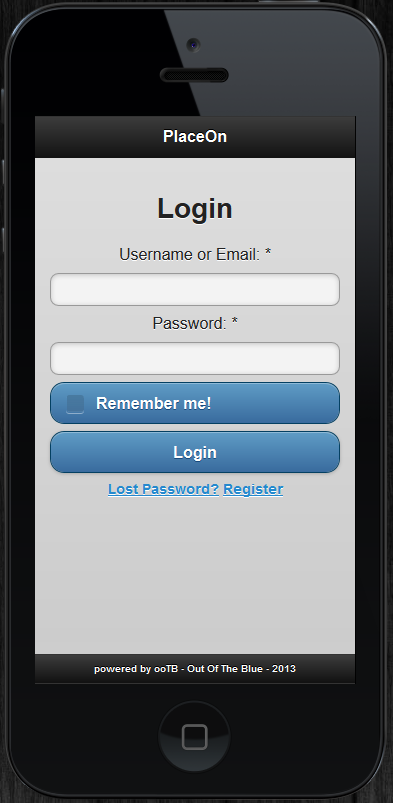 PlaceOn
Login
Username or Email: *
Password: *
Remember me!
Login
Lost Password? Register
powered by ooTB - Out Of The Blue - 2013